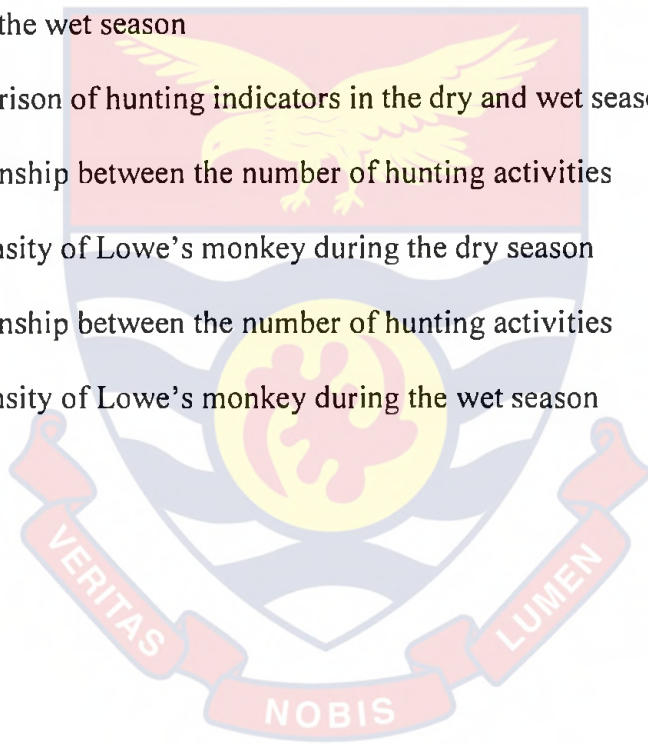 the wet season
rison of hunting indicators in the dry and wet seas
nship between the number of hunting activities
nsity of Lowe's monkey during the dry season
nship between the number of hunting activities
nsity of Lowe's monkey during the wet season
VERITAS
NOBIS
LUMEN